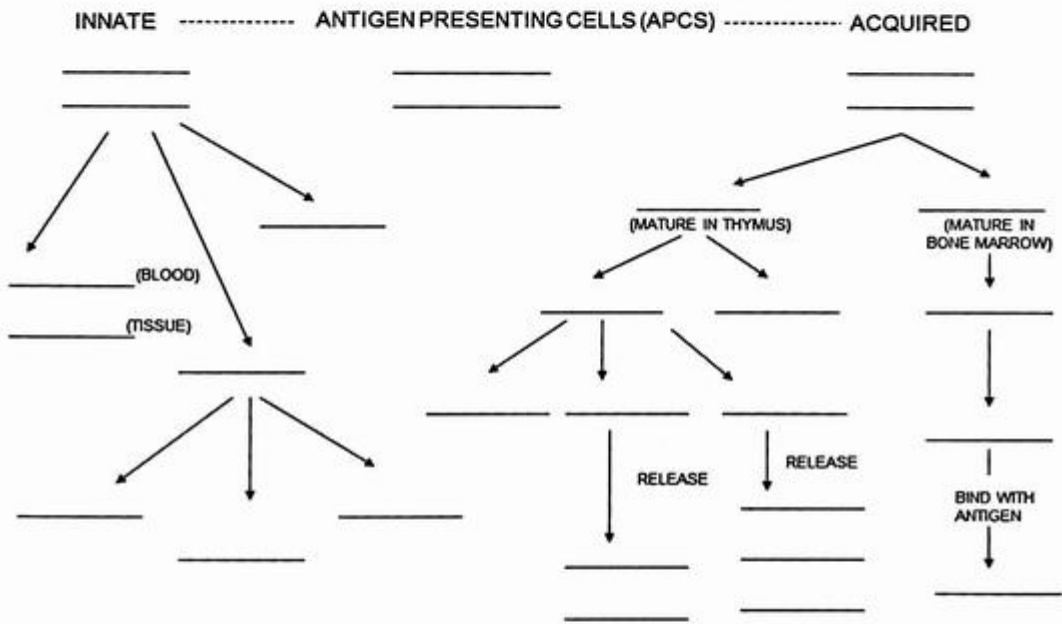 INNATE ---------- ANTIGEN PRESENTING CELLS (APCS) ---------- ACQUIRED
(MATURE IN THYMUS)
(MATURE IN
BONE MARROW)
(BLOOD)
(TISSUE)
RELEASE
RELEASE
BIND WITH
ANTIGEN